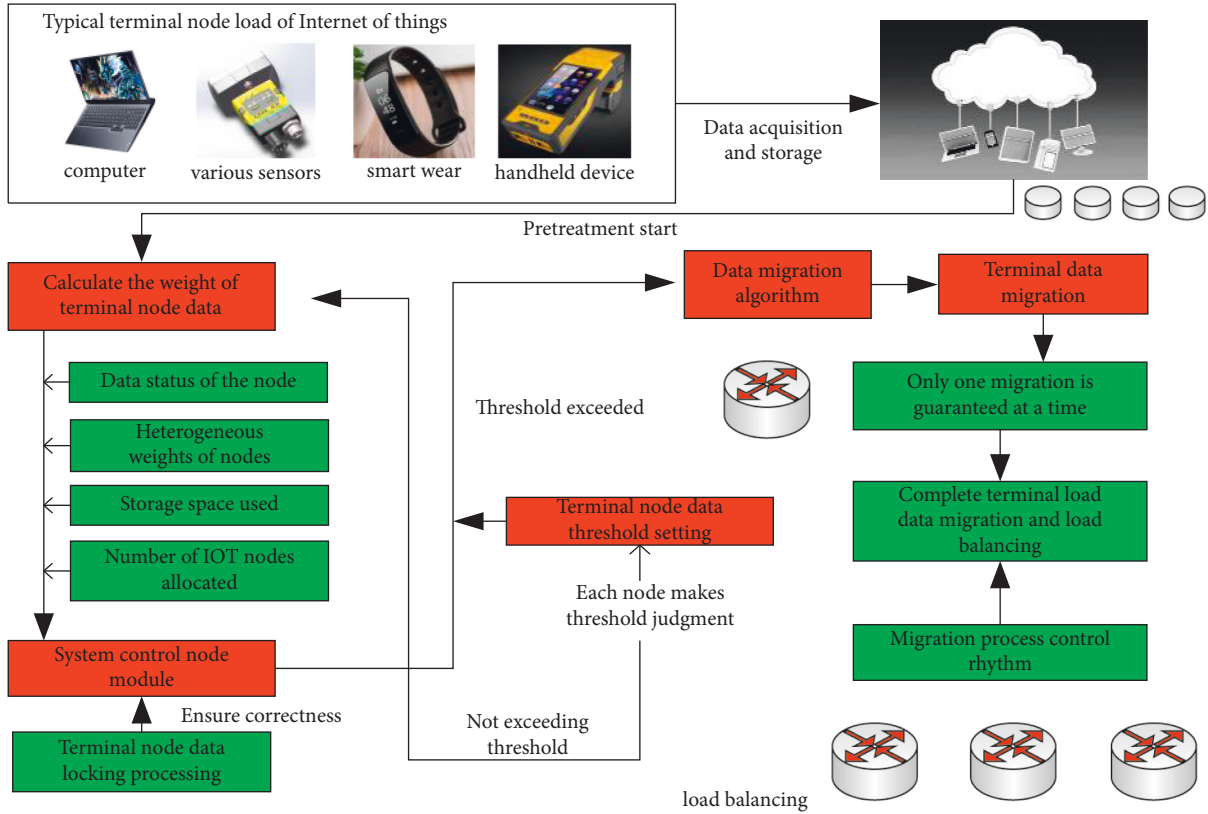 Typical terminal node load of Internet of things
computer
various sensors
smart wear
handheld device
Data acquisition
and storage
Pretreatment start
Calculate the weight of
terminal node data
Data status of the node
Heterogeneous
weights of nodes
Storage space used
Number of IOT nodes
allocated
System control node
module
Ensure correctness
Terminal node data
locking processing
Data migration
algorithm
Terminal data
migration
Threshold exceeded
Only one migration is
guaranteed at a time
Terminal node data
threshold setting
Complete terminal load
data migration and load
balancing
Each node makes
threshold judgment
Migration process control
rhythm
Not exceeding
threshold
load balancing